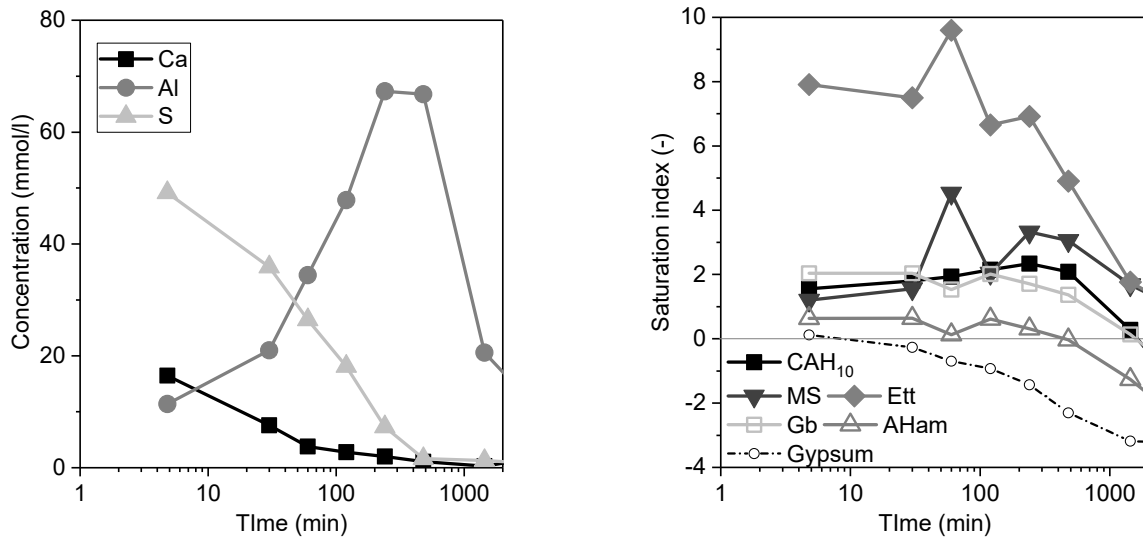 80
60
40
20
0
Concentration (mmol/l)
Ca
Al
S
1
10
100
1000
TIme (min)
10
8
6
4
2
0
-2
-4
Saturation index (-)
CAH10
MS Ett
Gb AHam
Gypsum
1
10
100
1000
TIme (min)